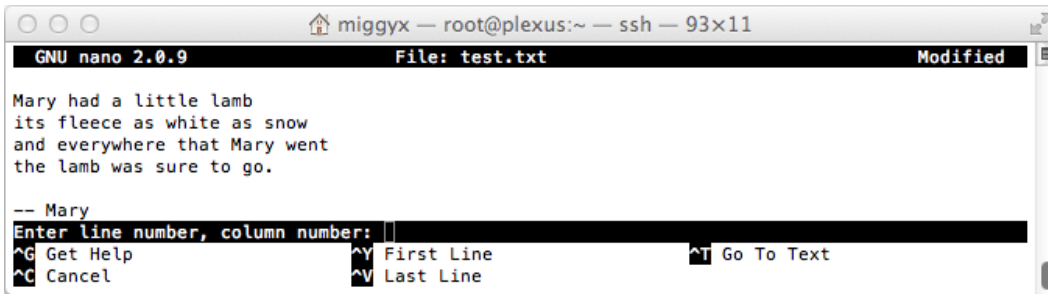 miggyx — root@plexus:~ — ssh — 93×11
GNU nano 2.0.9 File: test.txt Modified
Mary had a little lamb
its fleece as white as snow
and everywhere that Mary went
the lamb was sure to go.
-- Mary
Enter line number, column number:
^G Get Help ^Y First Line ^T Go To Text
^C Cancel ^V Last Line